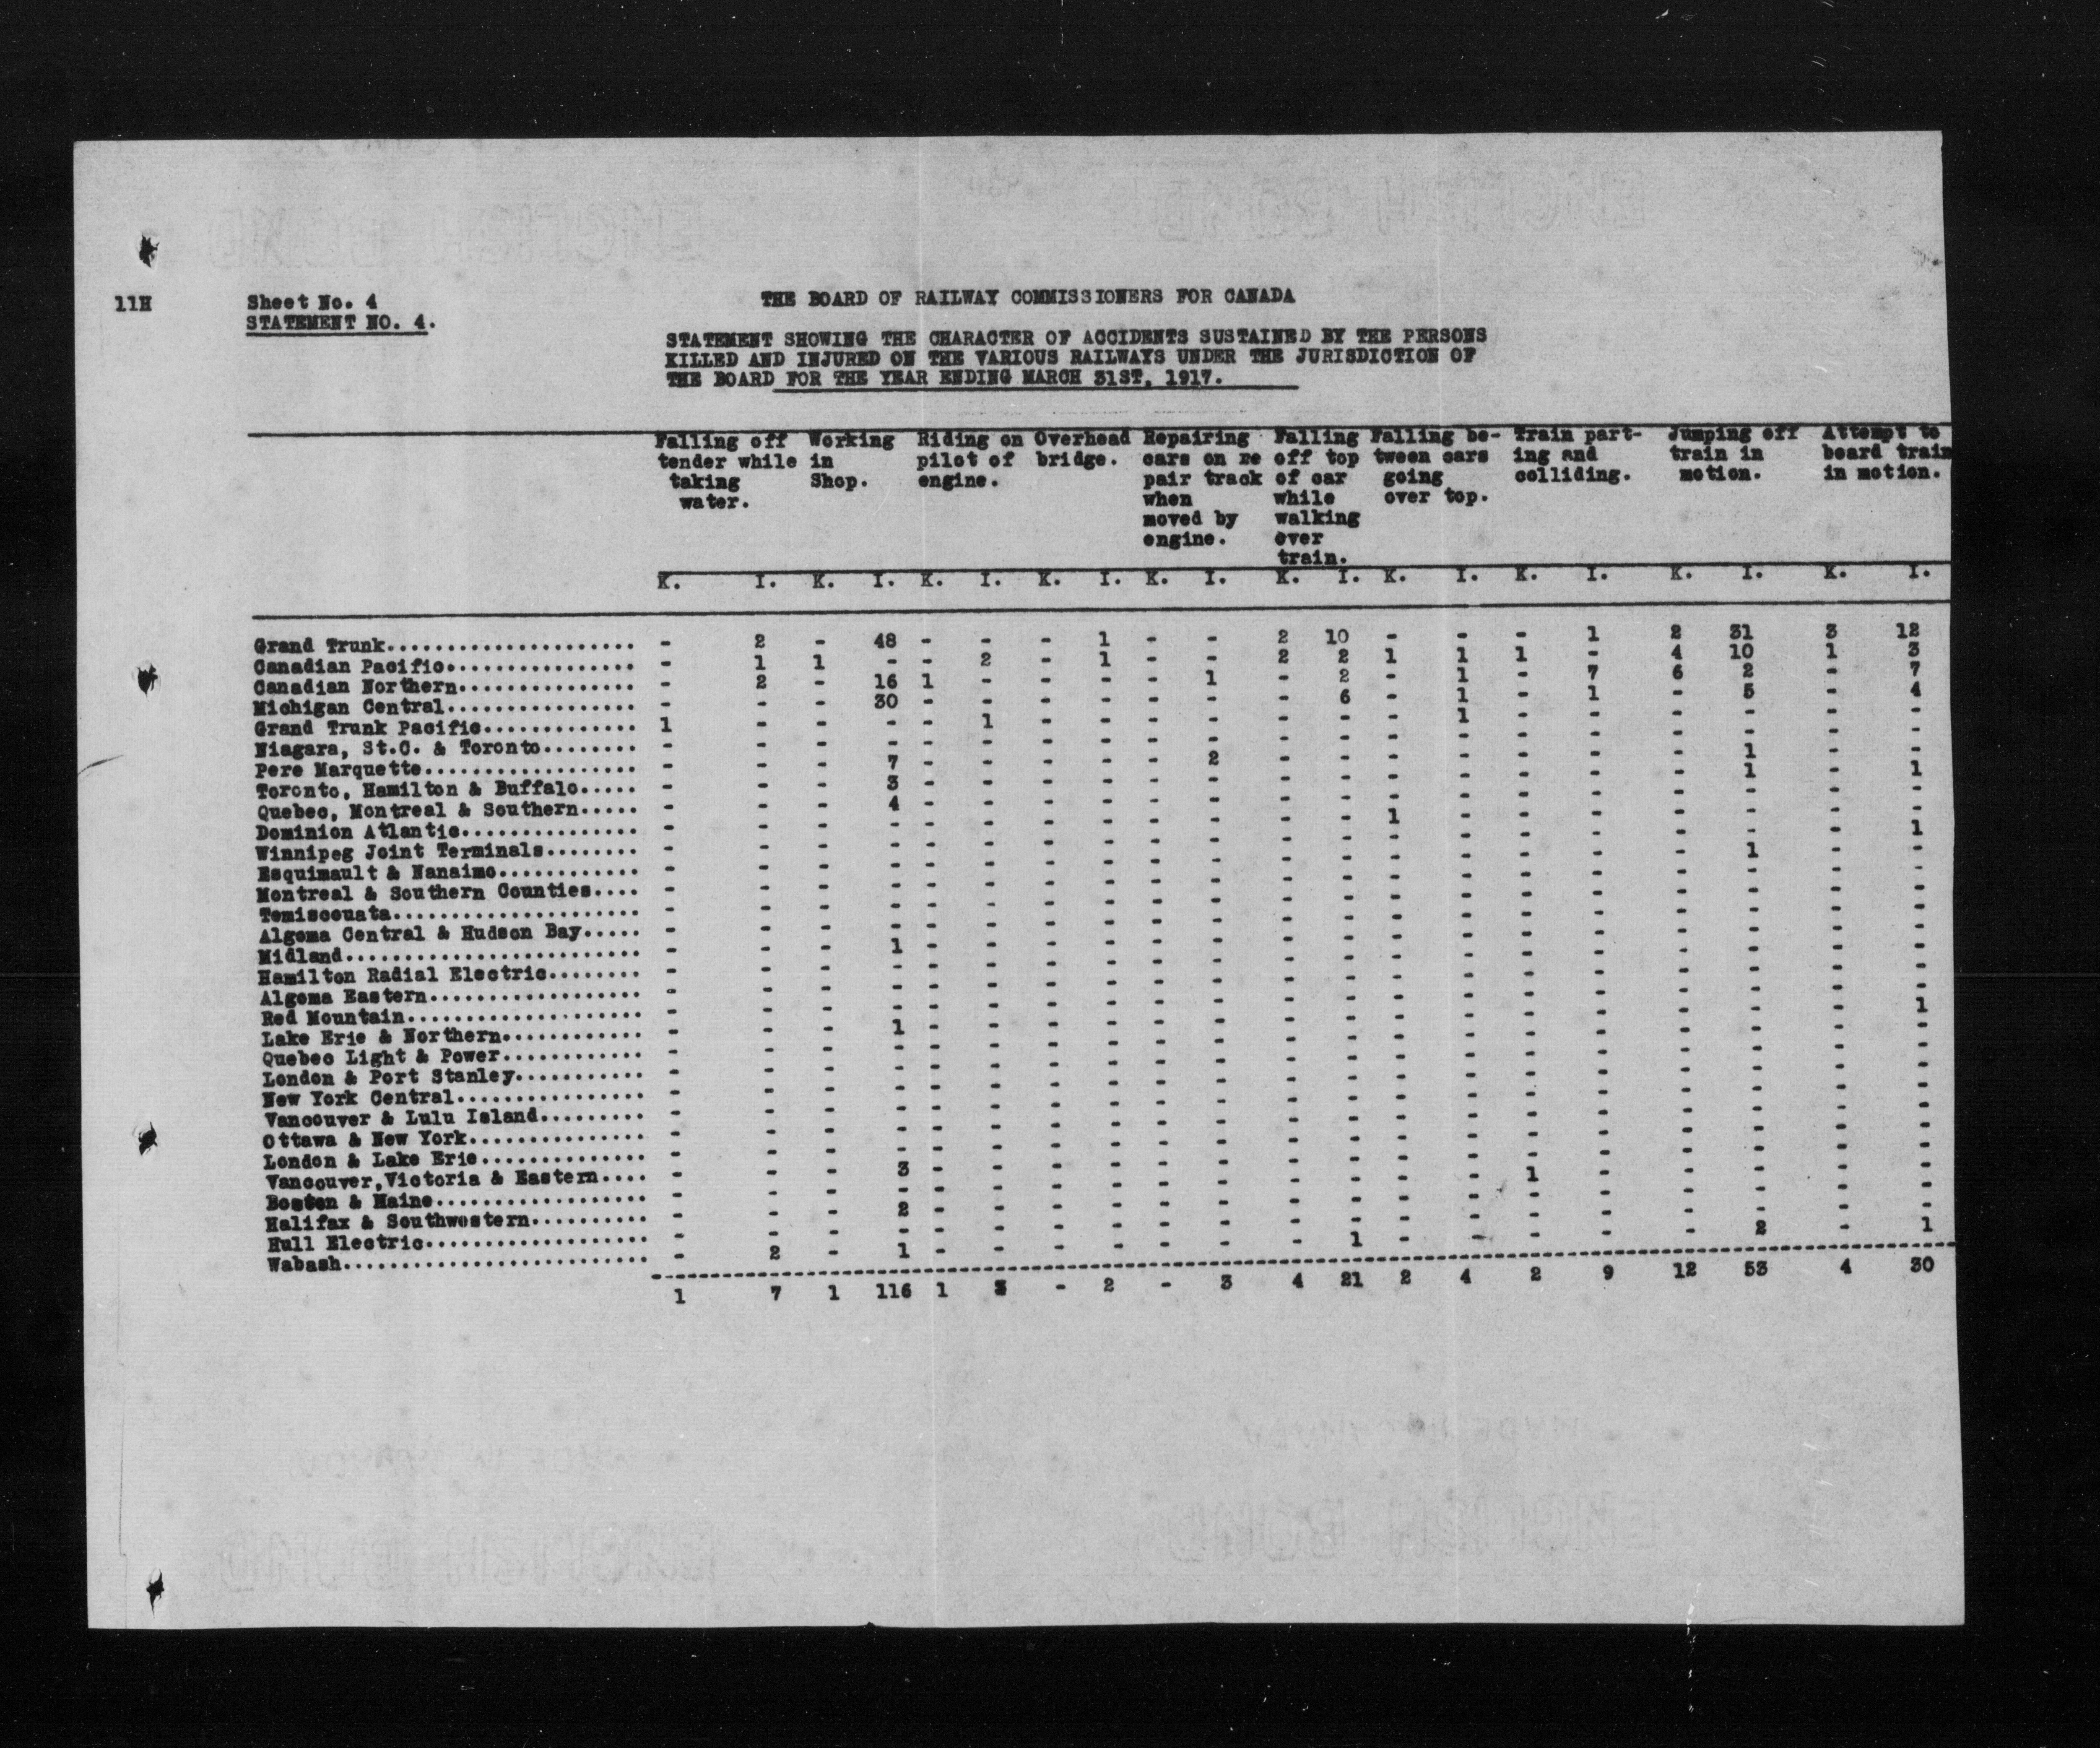 11H
Sheet No. 4
STATEMENT NO. 4.
THE BOARD OF RAILWAY COMMISSIONERS FOR CANADA
STATEMENT SHOWING THE CHARACTER OF ACCIDENTS SUSTAINED BY THE PERSONS
KILLED AND INJURED ON THE VARIOUS RAILWAYS UNDER THE JURISDICTION OF
THE BOARD FOR THE YEAR ENDING MARCH 31ST, 1917.
Falling off Working Riding on Overhead Repairing Falling Falling be- Train part- Jumping off Attempt to
tender while in pilot of bridge. cars on re off top tween cars ing and train in board train
taking Shop. engine. pair track of car going colliding. motion. in motion.
water. when while over top.
moved by walking
engine. over
train.
K. I. K. I. K. I. K. I. K. I. K. I. K. I. K. I. K. I. K. I.
Grand Trunk..................... - 2 - 48 - - - 1 - - 2 10 - - - 1 2 31 3 12
Canadian Pacific................ - 1 1 - - 2 - 1 - - 2 2 1 1 1 - 4 10 1 3
Canadian Northern............... - 2 - 16 1 - - - - 1 - 2 - 1 - 7 6 2 - 7
Michigan Central................ - - - 30 - - - - - - - 6 - 1 - 1 - 5 - 4
Grand Trunk Pacific............. 1 - - - - 1 - - - - - - - 1 - - - - - -
Niagara, St.C. & Toronto........ - - - - - - - - - - - - - - - - - - - -
Pere Marquette.................. - - - 7 - - - - - 2 - - - - - - - 1 - -
Toronto, Hamilton & Buffalo..... - - - 3 - - - - - - - - - - - - - 1 - 1
Quebec, Montreal & Southern..... - - - 4 - - - - - - - - - - - - - - - -
Dominion Atlantic............... - - - - - - - - - - - - 1 - - - - - - -
Winnipeg Joint Terminals........ - - - - - - - - - - - - - - - - - - - 1
Esquimault & Nanaimo............ - - - - - - - - - - - - - - - - - 1 - -
Montreal & Southern Counties.... - - - - - - - - - - - - - - - - - - - -
Temiscouata..................... - - - - - - - - - - - - - - - - - - - -
Algoma Central & Hudson Bay..... - - - - - - - - - - - - - - - - - - - -
Midland......................... - - - 1 - - - - - - - - - - - - - - - -
Hamilton Radial Electric........ - - - - - - - - - - - - - - - - - - - -
Algoma Eastern.................. - - - - - - - - - - - - - - - - - - - -
Red Mountain.................... - - - - - - - - - - - - - - - - - - - -
Lake Erie & Northern............ - - - 1 - - - - - - - - - - - - - - - 1
Quebec Light & Power............ - - - - - - - - - - - - - - - - - - - -
London & Port Stanley........... - - - - - - - - - - - - - - - - - - - -
New York Central................ - - - - - - - - - - - - - - - - - - - -
Vancouver & Lulu Island......... - - - - - - - - - - - - - - - - - - - -
Ottawa & New York............... - - - - - - - - - - - - - - - - - - - -
London & Lake Erie.............. - - - - - - - - - - - - - - - - - - - -
Vancouver,Victoria & Eastern.... - - - 3 - - - - - - - - - - - - - - - -
Boston & Maine.................. - - - - - - - - - - - - - - 1 - - - - -
Halifax & Southwestern.......... - - - 2 - - - - - - - - - - - - - - - -
Hull Electric................... - - - - - - - - - - - - - - - - - - - -
Wabash.......................... - 2 - 1 - - - - - - - 1 - - - - - 2 - 1
1 7 1 116 1 3 - 2 - 3 4 21 2 4 2 9 12 53 4 30